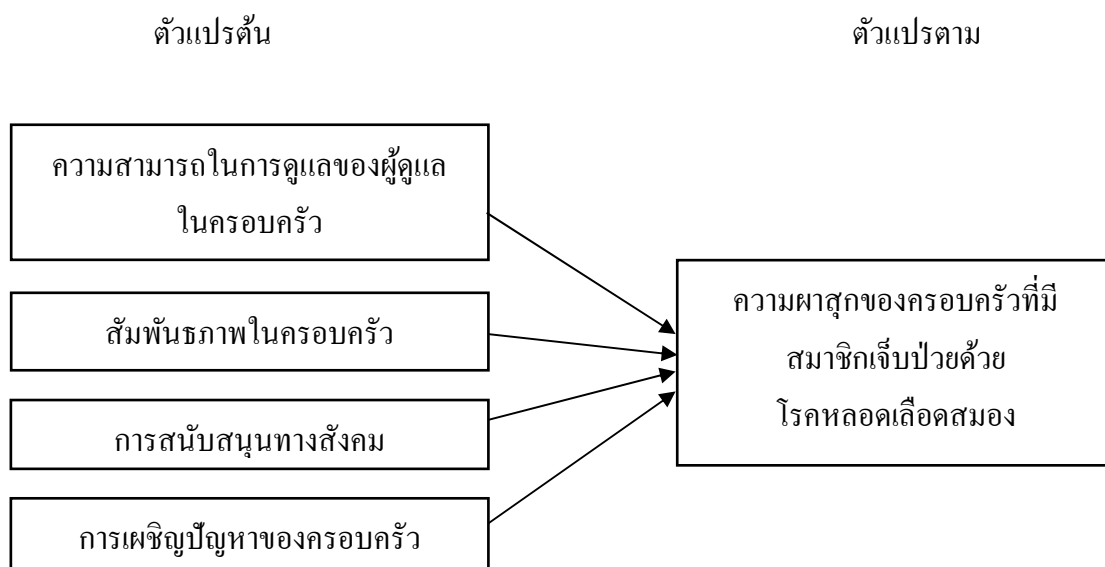 ตัวแปรต้น
ตัวแปรตาม
ความสามารถในการดูแลของผู้ดูแล
ในครอบครัว
สัมพันธภาพในครอบครัว
การสนับสนุนทางสังคม
การเผชิญปัญหาของครอบครัว
ความผาสุกของครอบครัวที่มี
สมาชิกเจ็บป่วยด้วย
โรคหลอดเลือดสมอง